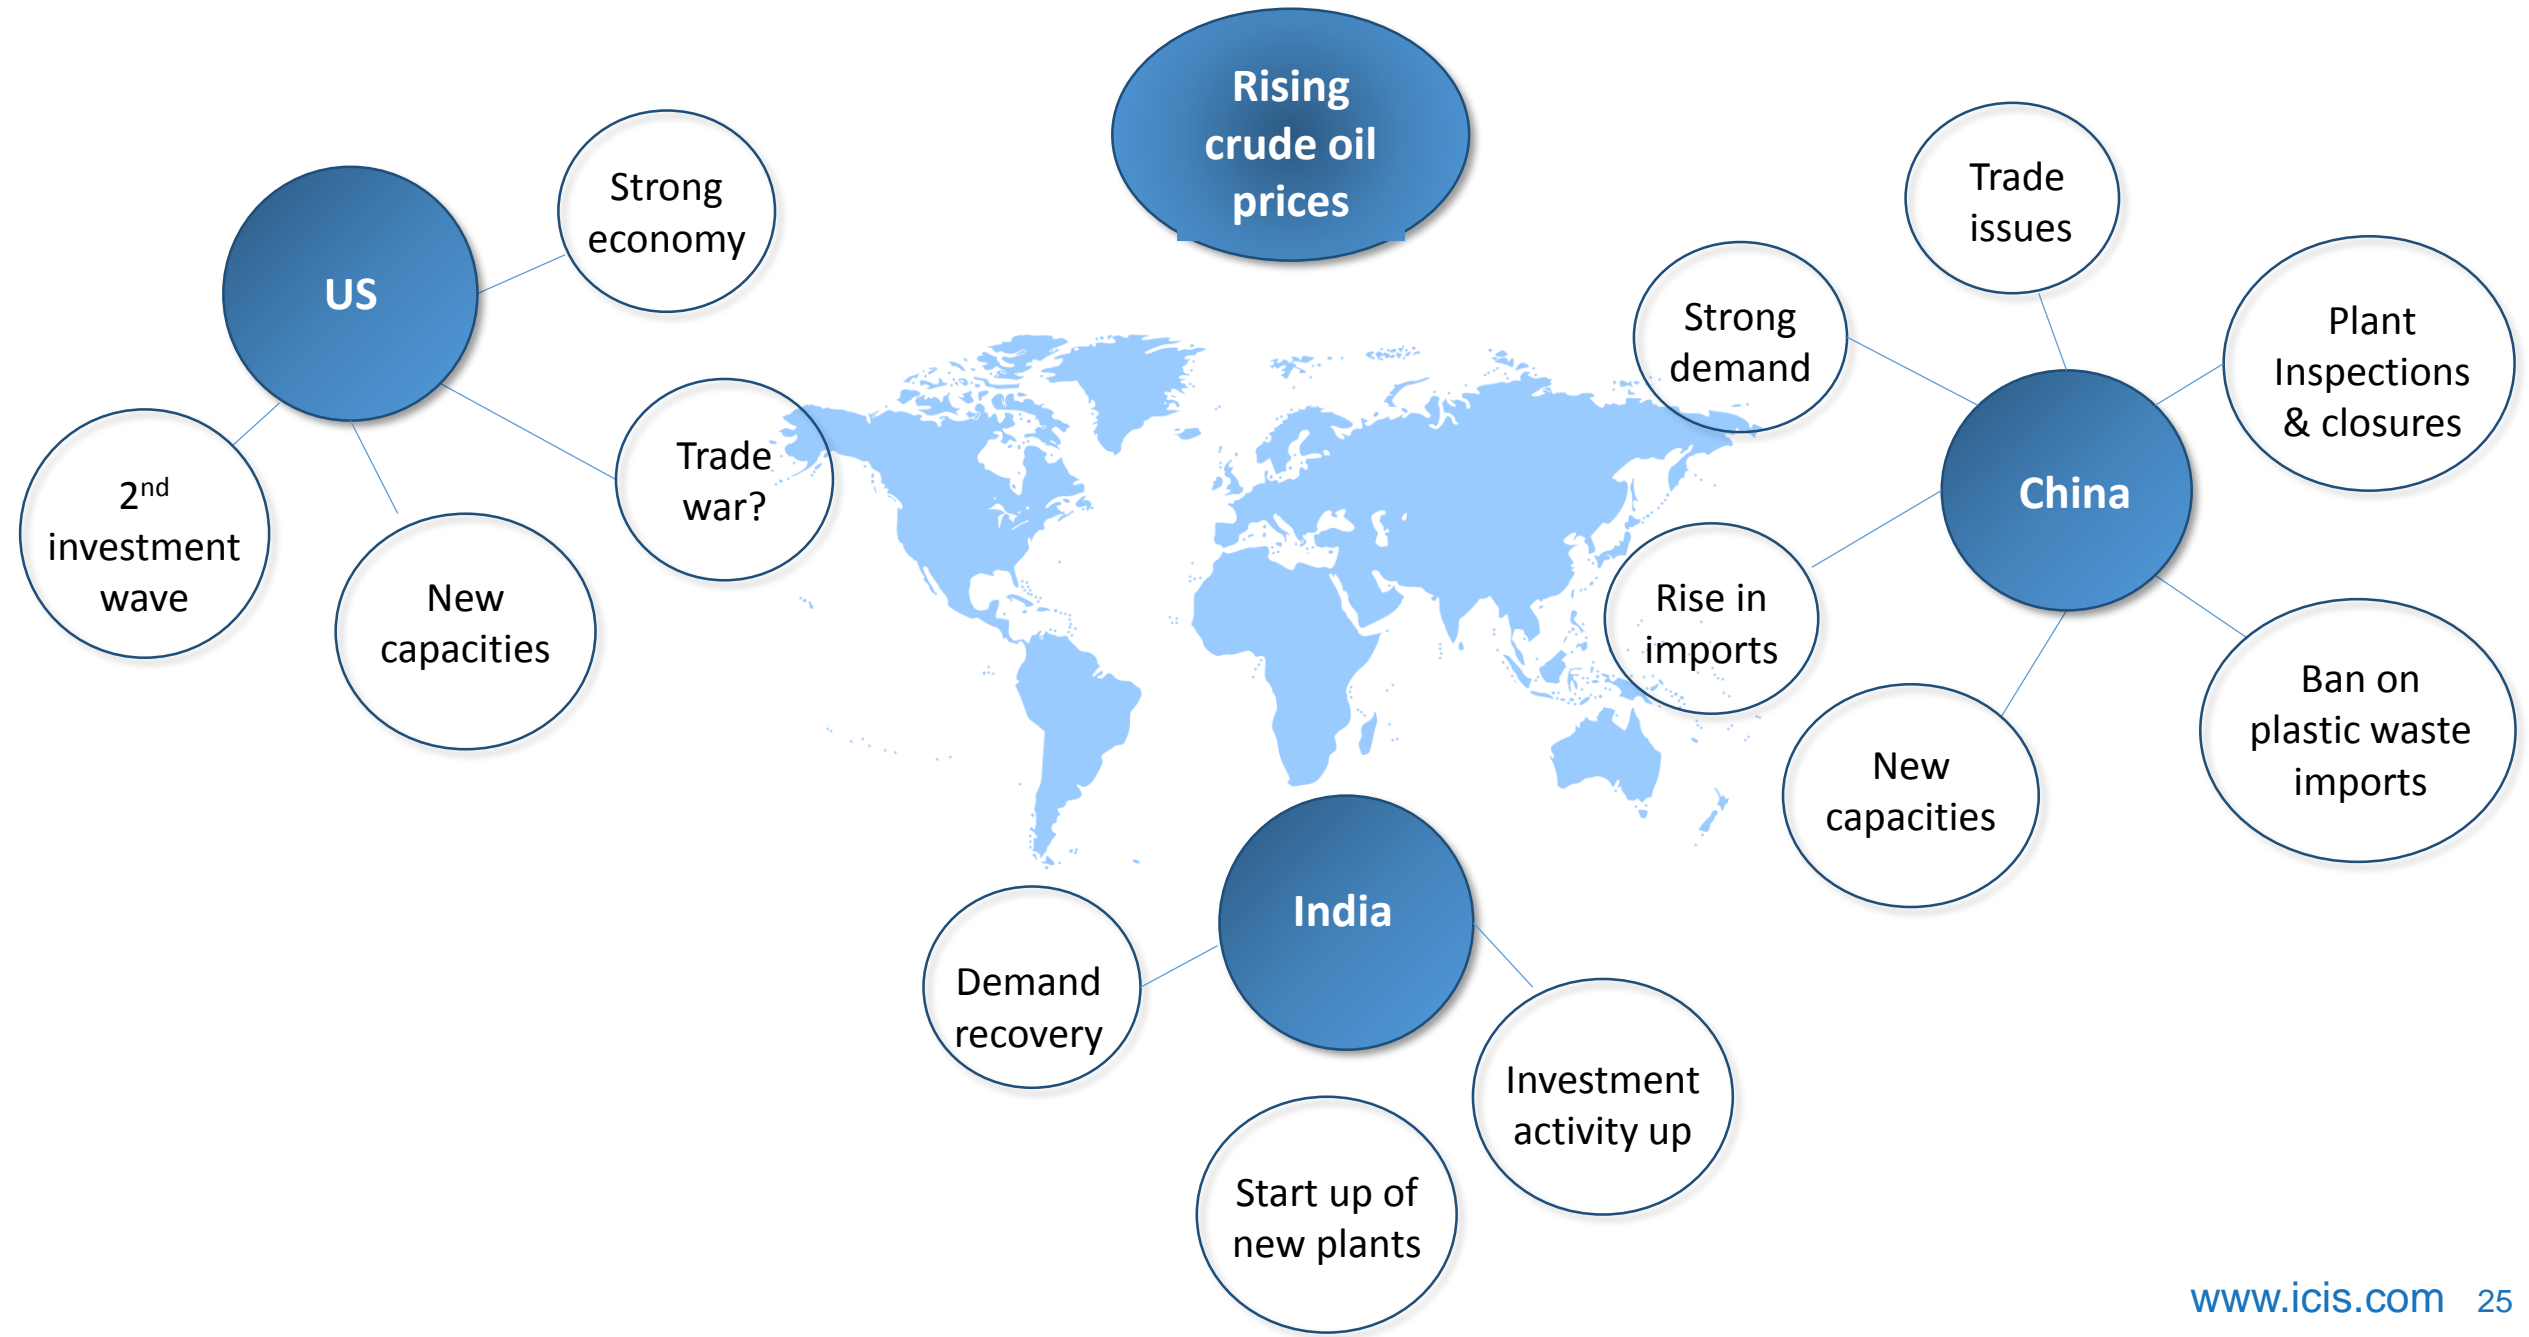 Rising
crude oil
prices
US
Strong
economy
Trade
war?
New
capacities
2nd
investment
wave
China
Trade
issues
Strong
demand
Plant
Inspections
& closures
Rise in
imports
New
capacities
Ban on
plastic waste
imports
India
Demand
recovery
Start up of
new plants
Investment
activity up
www.icis.com 25